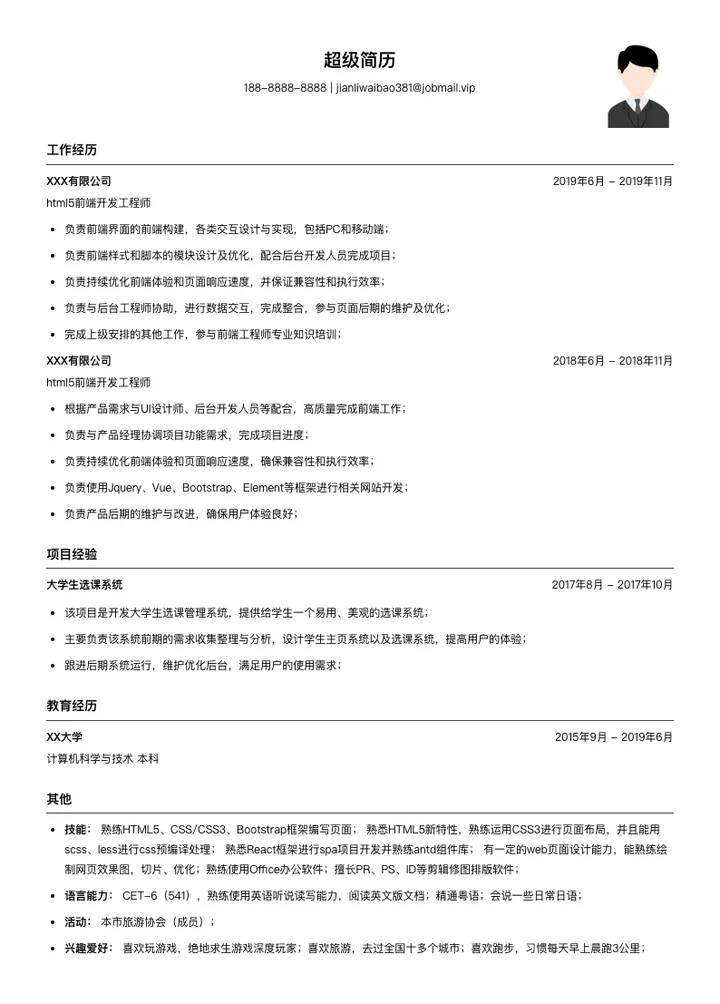 超级简历
188-8888-8888 | jianliwaibao381@jobmail.vip
工作经历
XXX有限公司 2019年6月 – 2019年11月
html5前端开发工程师
• 负责前端界面的前端构建，各类交互设计与实现，包括PC和移动端；
• 负责前端样式和脚本的模块设计及优化，配合后台开发人员完成项目；
• 负责持续优化前端体验和页面响应速度，并保证兼容性和执行效率；
• 负责与后台工程师协助，进行数据交互，完成整合，参与页面后期的维护及优化；
• 完成上级安排的其他工作，参与前端工程师专业知识培训；
XXX有限公司 2018年6月 – 2018年11月
html5前端开发工程师
• 根据产品需求与UI设计师、后台开发人员等配合，高质量完成前端工作；
• 负责与产品经理协调项目功能需求，完成项目进度；
• 负责持续优化前端体验和页面响应速度，确保兼容性和执行效率；
• 负责使用Jquery、Vue、Bootstrap、Element等框架进行相关网站开发；
• 负责产品后期的维护与改进，确保用户体验良好；
项目经验
大学生选课系统 2017年8月 – 2017年10月
• 该项目是开发大学生选课管理系统，提供给学生一个易用、美观的选课系统；
• 主要负责该系统前期的需求收集整理与分析，设计学生主页系统以及选课系统，提高用户的体验；
• 跟进后期系统运行，维护优化后台，满足用户的使用需求；
教育经历
XX大学 2015年9月 – 2019年6月
计算机科学与技术 本科
其他
• 技能： 熟练HTML5、CSS/CSS3、Bootstrap框架编写页面； 熟悉HTML5新特性，熟练运用CSS3进行页面布局，并且能用
scss、less进行css预编译处理； 熟悉React框架进行spa项目开发并熟练antd组件库； 有一定的web页面设计能力，能熟练绘
制网页效果图，切片、优化；熟练使用Office办公软件；擅长PR、PS、ID等剪辑修图排版软件；
• 语言能力： CET-6（541），熟练使用英语听说读写能力，阅读英文版文档；精通粤语；会说一些日常日语；
• 活动： 本市旅游协会（成员）；
• 兴趣爱好： 喜欢玩游戏，绝地求生游戏深度玩家；喜欢旅游，去过全国十多个城市；喜欢跑步，习惯每天早上晨跑3公里；